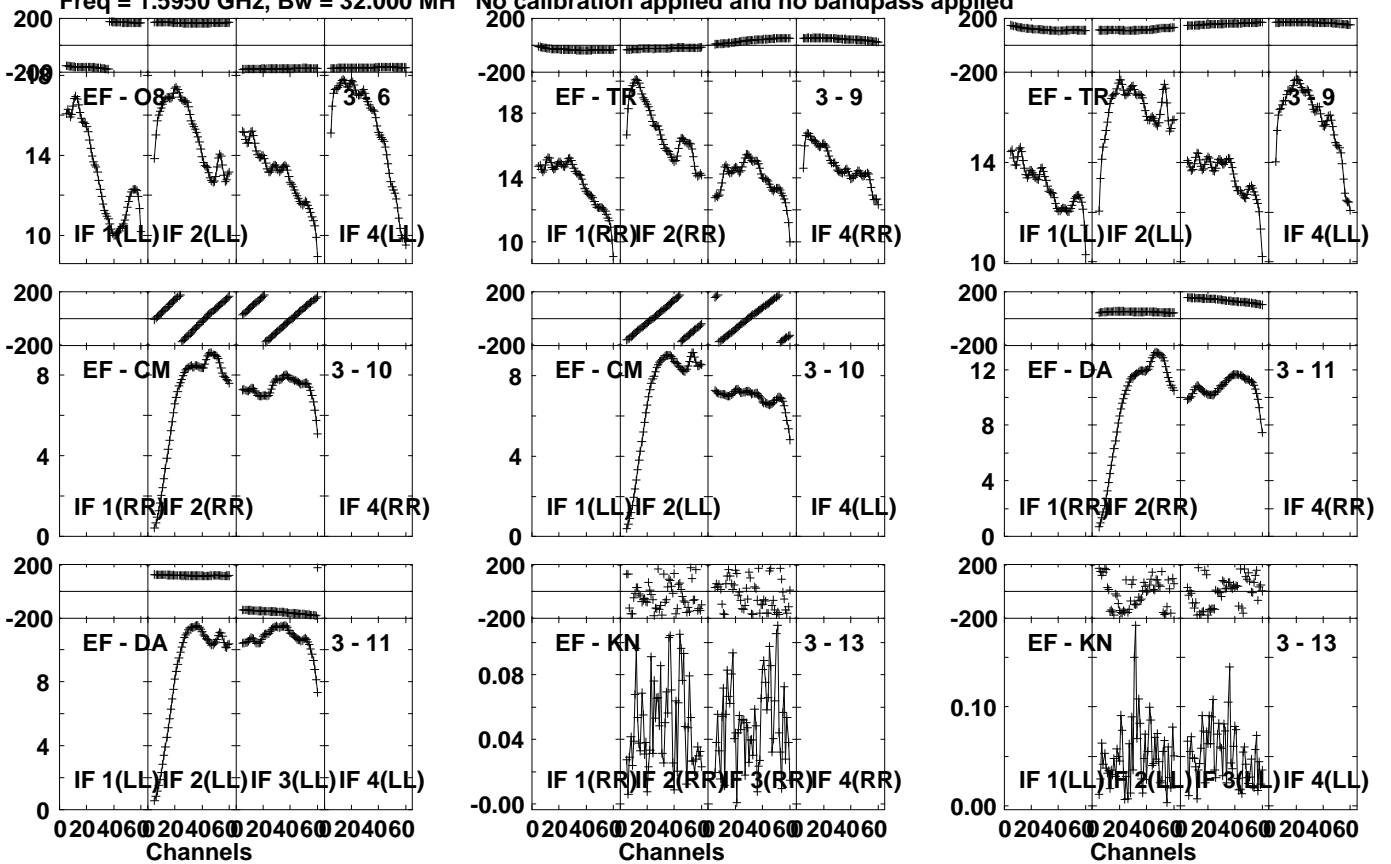 Freq = 1.5950 GHz, Bw = 32.000 MH No calibration applied and no bandpass applied
200
-200
18
14
10
EF - O8
3 - 6
IF 1(LL)
IF 2(LL)
IF 4(LL)
-200
18
16
14
12
10
EF - TR
3 - 9
IF 1(RR)
IF 2(RR)
IF 4(RR)
-200
14
10
EF - TR
3 - 9
IF 1(LL)
IF 2(LL)
IF 4(LL)
200
-200
8
4
0
EF - CM
3 - 10
IF 1(RR)
IF 2(RR)
IF 4(RR)
200
-200
8
4
0
EF - CM
3 - 10
IF 1(LL)
IF 2(LL)
IF 4(LL)
200
-200
12
8
4
0
EF - DA
3 - 11
IF 1(RR)
IF 2(RR)
IF 4(RR)
200
-200
8
4
0
EF - DA
3 - 11
IF 1(LL)
IF 2(LL)
IF 3(LL)
IF 4(LL)
0 20 40 60 0 20 40 60 0 20 40 60 0 20 40 60
Channels
200
-200
0.08
0.04
-0.00
EF - KN
3 - 13
IF 1(RR)
IF 2(RR)
IF 3(RR)
IF 4(RR)
0 20 40 60 0 20 40 60 0 20 40 60 0 20 40 60
Channels
200
-200
0.10
0.00
EF - KN
3 - 13
IF 1(LL)
IF 2(LL)
IF 3(LL)
IF 4(LL)
0 20 40 60 0 20 40 60 0 20 40 60 0 20 40 60
Channels